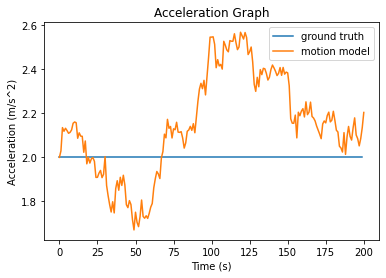 Acceleration Graph
ground truth
motion model
Acceleration (m/s^2)
2.6
2.4
2.2
2.0
1.8
0
25
50
75
100
125
150
175
200
Time (s)